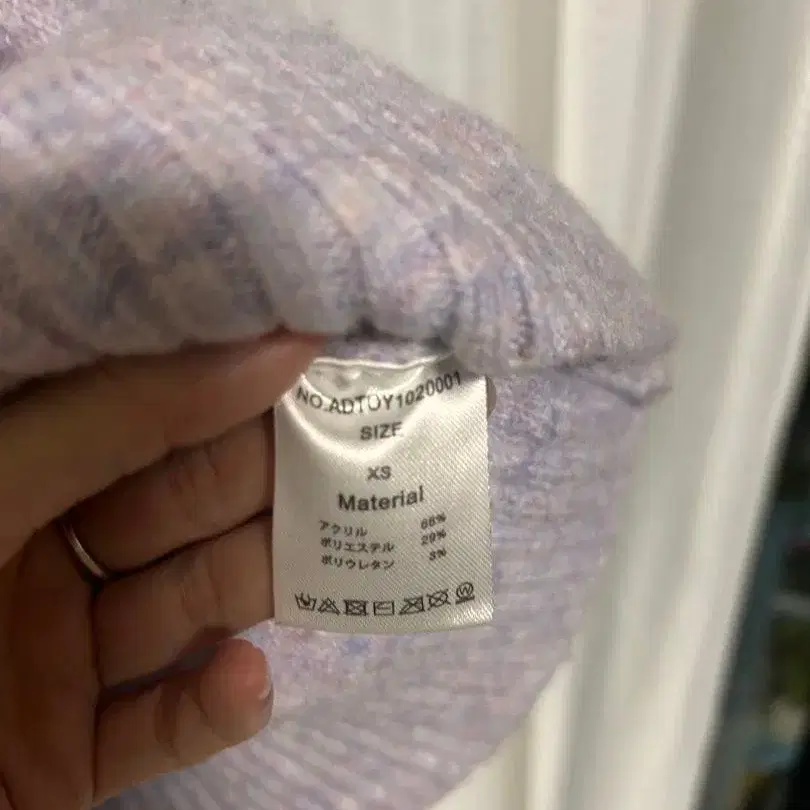 NO.ADTOY1020001
SIZE
XS
Material
アクリル 68%
ポリエステル 29%
ポリウレタン 3%